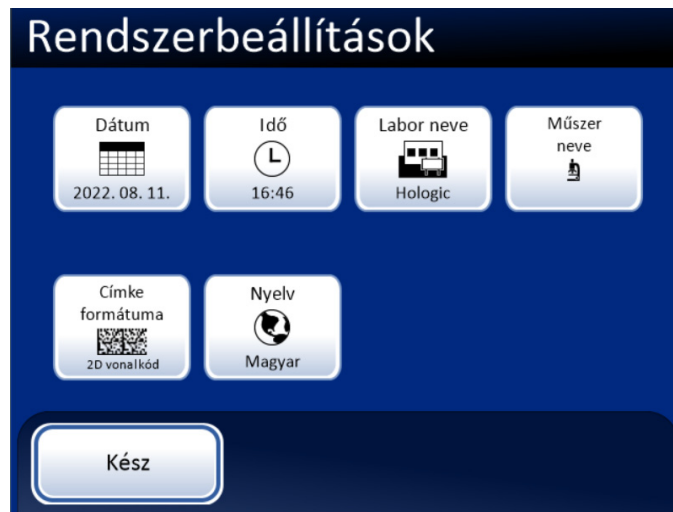 Rendszerbeállítások
Dátum
2022. 08. 11.
Idő
16:46
Labor neve
Hologic
Műszer
neve
Címke
formátuma
2D vonalkód
Nyelv
Magyar
Kész